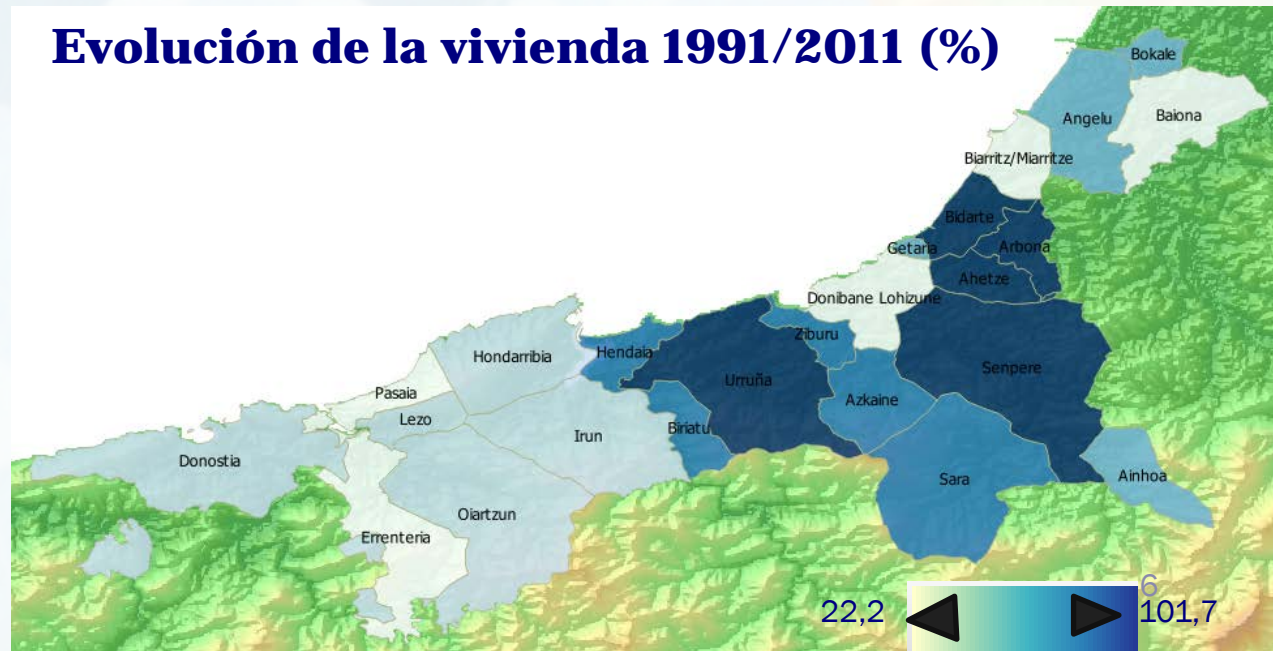 Evolución de la vivienda 1991/2011 (%)
Bokale
Angelu
Baiona
Biarritz/Miarritze
Bidarte
Getaria
Arbona
Ahetze
Donibane Lohizune
Ziburu
Hondarribia
Hendaia
Senpere
Urruña
Pasaia
Azkaine
Lezo
Biriatu
Irun
Donostia
Sara
Ainhoa
Oiartzun
Errenteria
6
22,2
101,7